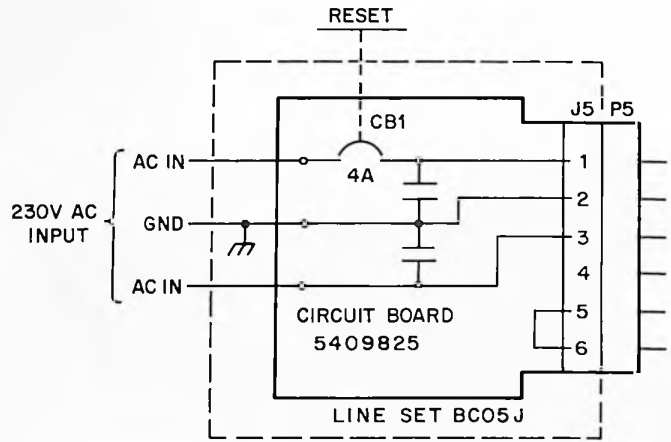 RESET
J5 P5
CB1
4A
AC IN
230V AC
INPUT
GND
AC IN
1
2
3
4
5
6
CIRCUIT BOARD
5409825
LINE SET BC05J